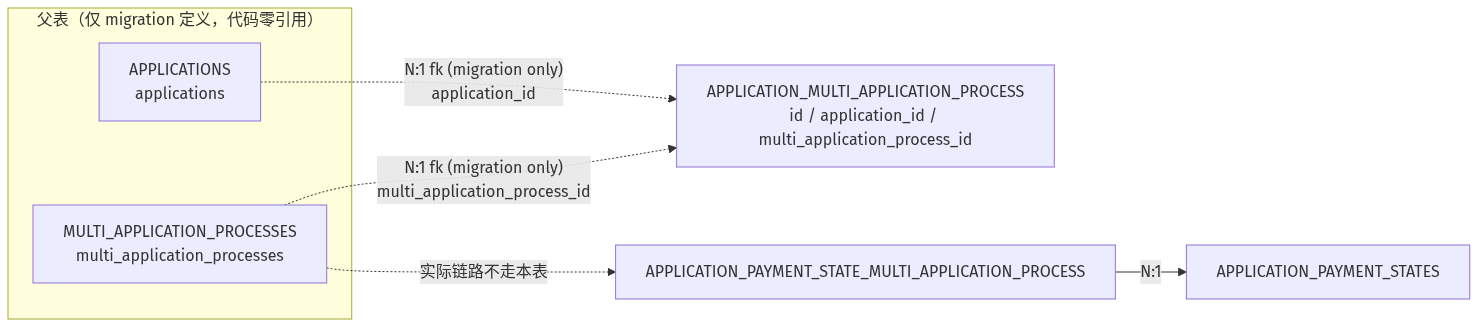 父表（仅 migration 定义，代码零引用）
APPLICATIONS
applications
N:1 fk (migration only)
application_id
APPLICATION_MULTI_APPLICATION_PROCESS
id / application_id /
multi_application_process_id
N:1 fk (migration only)
multi_application_process_id
MULTI_APPLICATION_PROCESSES
multi_application_processes
实际链路不走本表
APPLICATION_PAYMENT_STATE_MULTI_APPLICATION_PROCESS
N:1
APPLICATION_PAYMENT_STATES